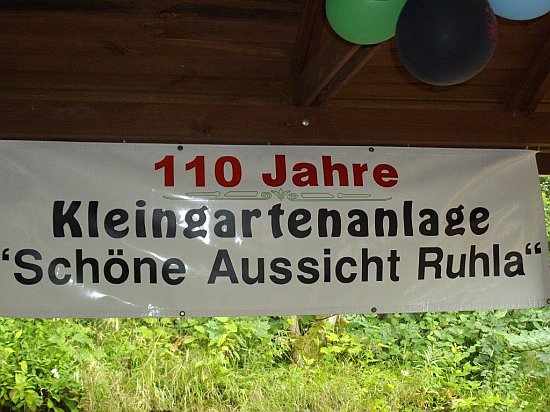 110 Jahre
Kleingartenanlage
"Schöne Aussicht Ruhla"